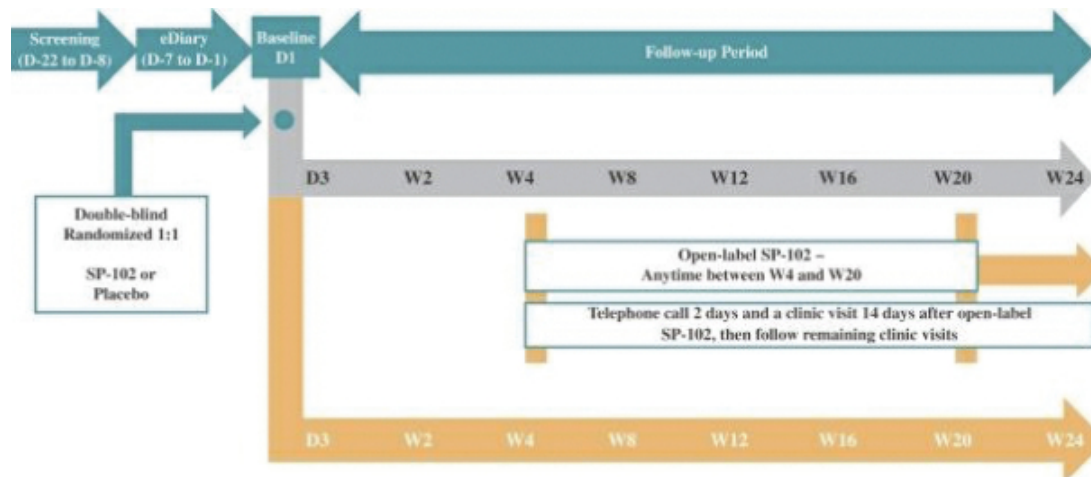 Screening
(D-22 to D-8)
eDiary
(D-7 to D-1)
Baseline
D1
Follow-up Period
D3 W2 W4 W8 W12 W16 W20 W24
Double-blind
Randomized 1:1
SP-102 or
Placebo
Open-label SP-102 –
Anytime between W4 and W20
Telephone call 2 days and a clinic visit 14 days after open-label
SP-102, then follow remaining clinic visits
D3 W2 W4 W8 W12 W16 W20 W24